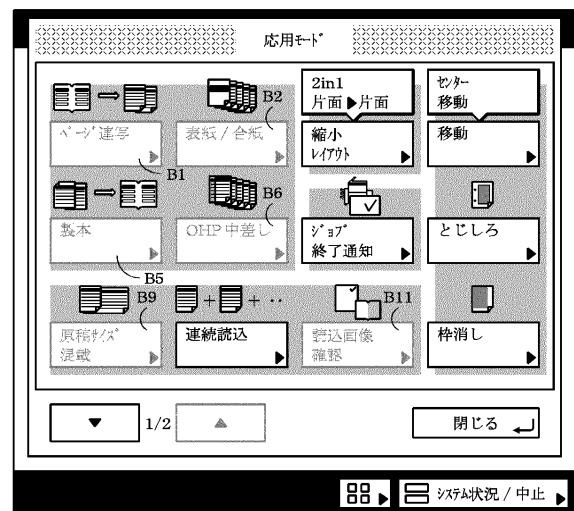 応用ﾓｰﾄﾞ
B2
2in1
片面▶片面
ｾﾝﾀｰ
移動
ページ連写
表紙 / 合紙
縮小
ﾚｲｱｳﾄ
移動
B1
B6
製本
OHP 中差し
ｼﾞｮﾌﾞ
終了通知
とじしろ
B5
B9
B11
原稿ｻｲｽﾞ
混載
連続読込
読込画像
確認
枠消し
▼
1/2
▲
閉じる
ｼｽﾃﾑ状況 / 中止